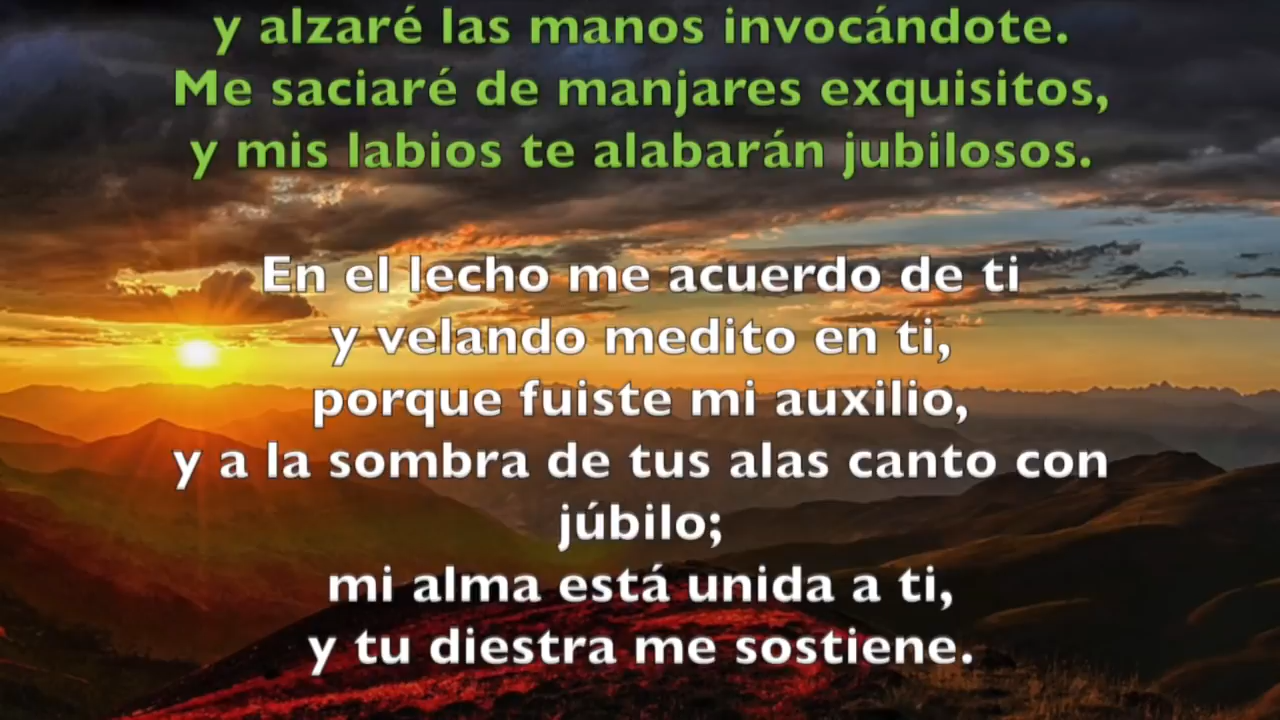 y alzaré las manos invocándote.
Me saciaré de manjares exquisitos,
y mis labios te alabarán jubilosos.
En el lecho me acuerdo de ti
y velando medito en ti,
porque fuiste mi auxilio,
y a la sombra de tus alas canto con
júbilo;
mi alma está unida a ti,
y tu diestra me sostiene.